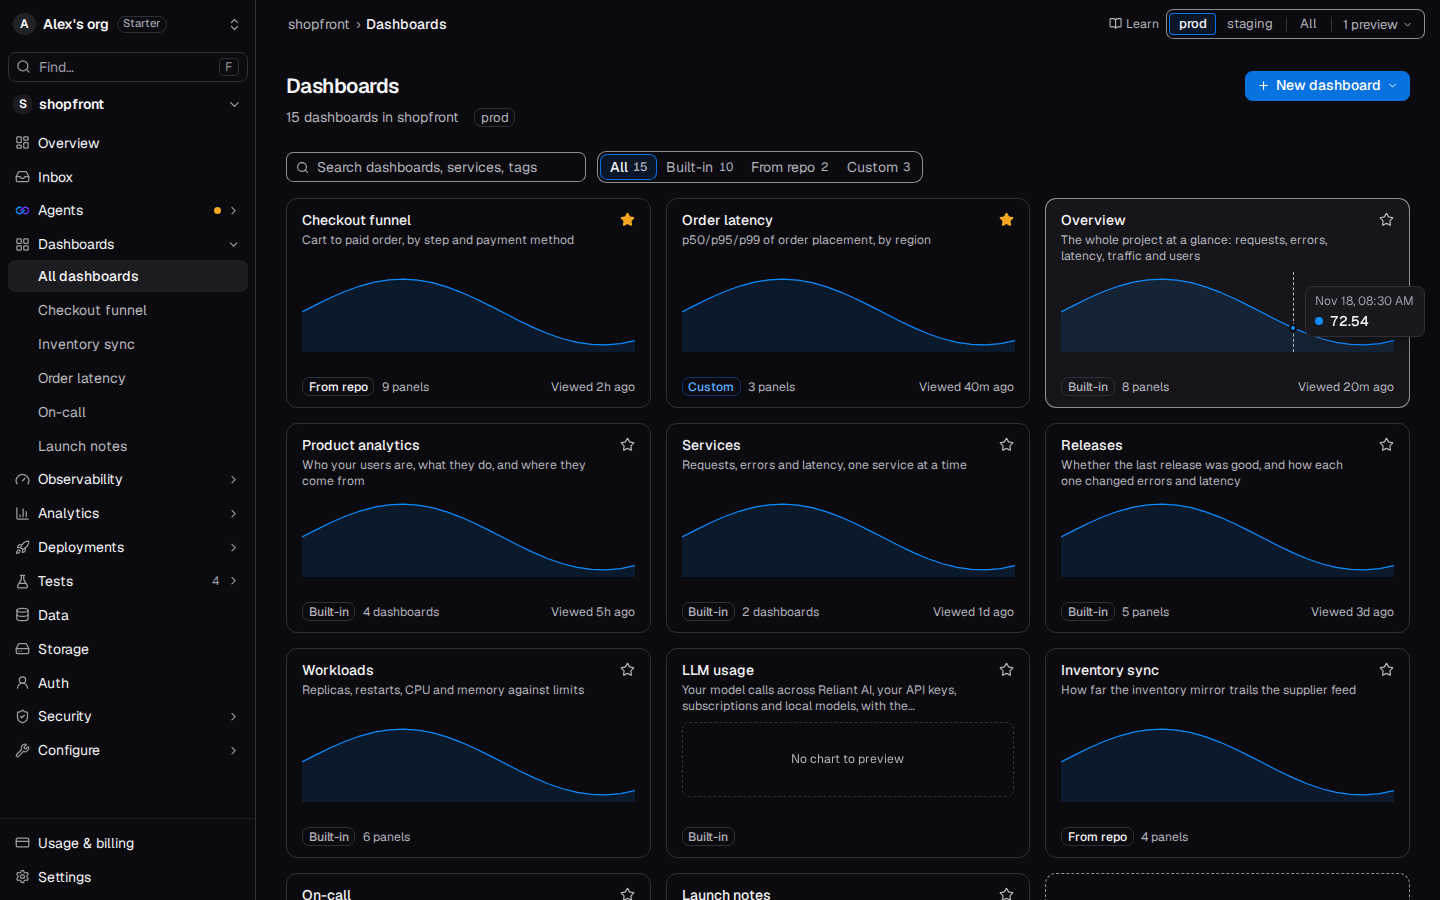 A Alex's org Starter
Find... F
S shopfront
Overview
Inbox
Agents
Dashboards
All dashboards
Checkout funnel
Inventory sync
Order latency
On-call
Launch notes
Observability
Analytics
Deployments
Tests 4
Data
Storage
Auth
Security
Configure
Usage & billing
Settings
shopfront › Dashboards
Learn prod staging All 1 preview
Dashboards
New dashboard
15 dashboards in shopfront prod
Search dashboards, services, tags
All 15 Built-in 10 From repo 2 Custom 3
Checkout funnel
Cart to paid order, by step and payment method
From repo 9 panels Viewed 2h ago
Order latency
p50/p95/p99 of order placement, by region
Custom 3 panels Viewed 40m ago
Overview
The whole project at a glance: requests, errors,
latency, traffic and users
Nov 18, 08:30 AM
72.54
Built-in 8 panels Viewed 20m ago
Product analytics
Who your users are, what they do, and where they
come from
Built-in 4 dashboards Viewed 5h ago
Services
Requests, errors and latency, one service at a time
Built-in 2 dashboards Viewed 1d ago
Releases
Whether the last release was good, and how each
one changed errors and latency
Built-in 5 panels Viewed 3d ago
Workloads
Replicas, restarts, CPU and memory against limits
Built-in 6 panels
LLM usage
Your model calls across Reliant AI, your API keys,
subscriptions and local models, with the...
No chart to preview
Built-in
Inventory sync
How far the inventory mirror trails the supplier feed
From repo 4 panels
On-call
Launch notes